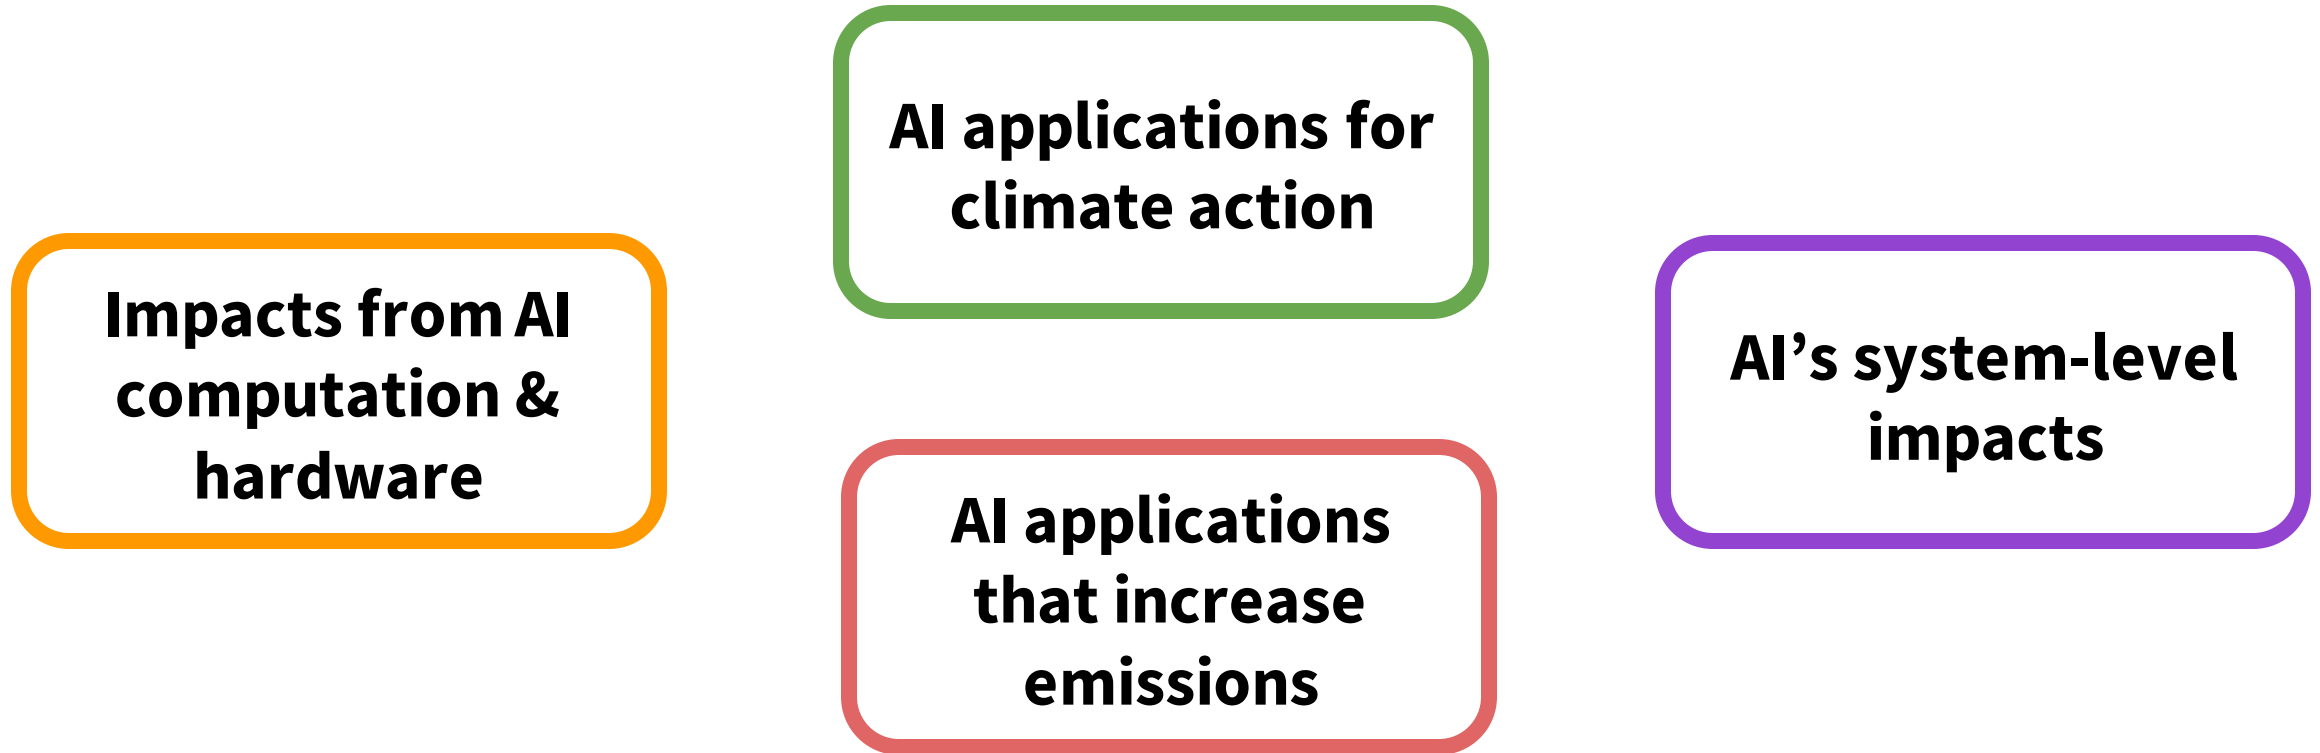 Impacts from AI
computation &
hardware
AI applications for
climate action
AI applications
that increase
emissions
AI’s system-level
impacts